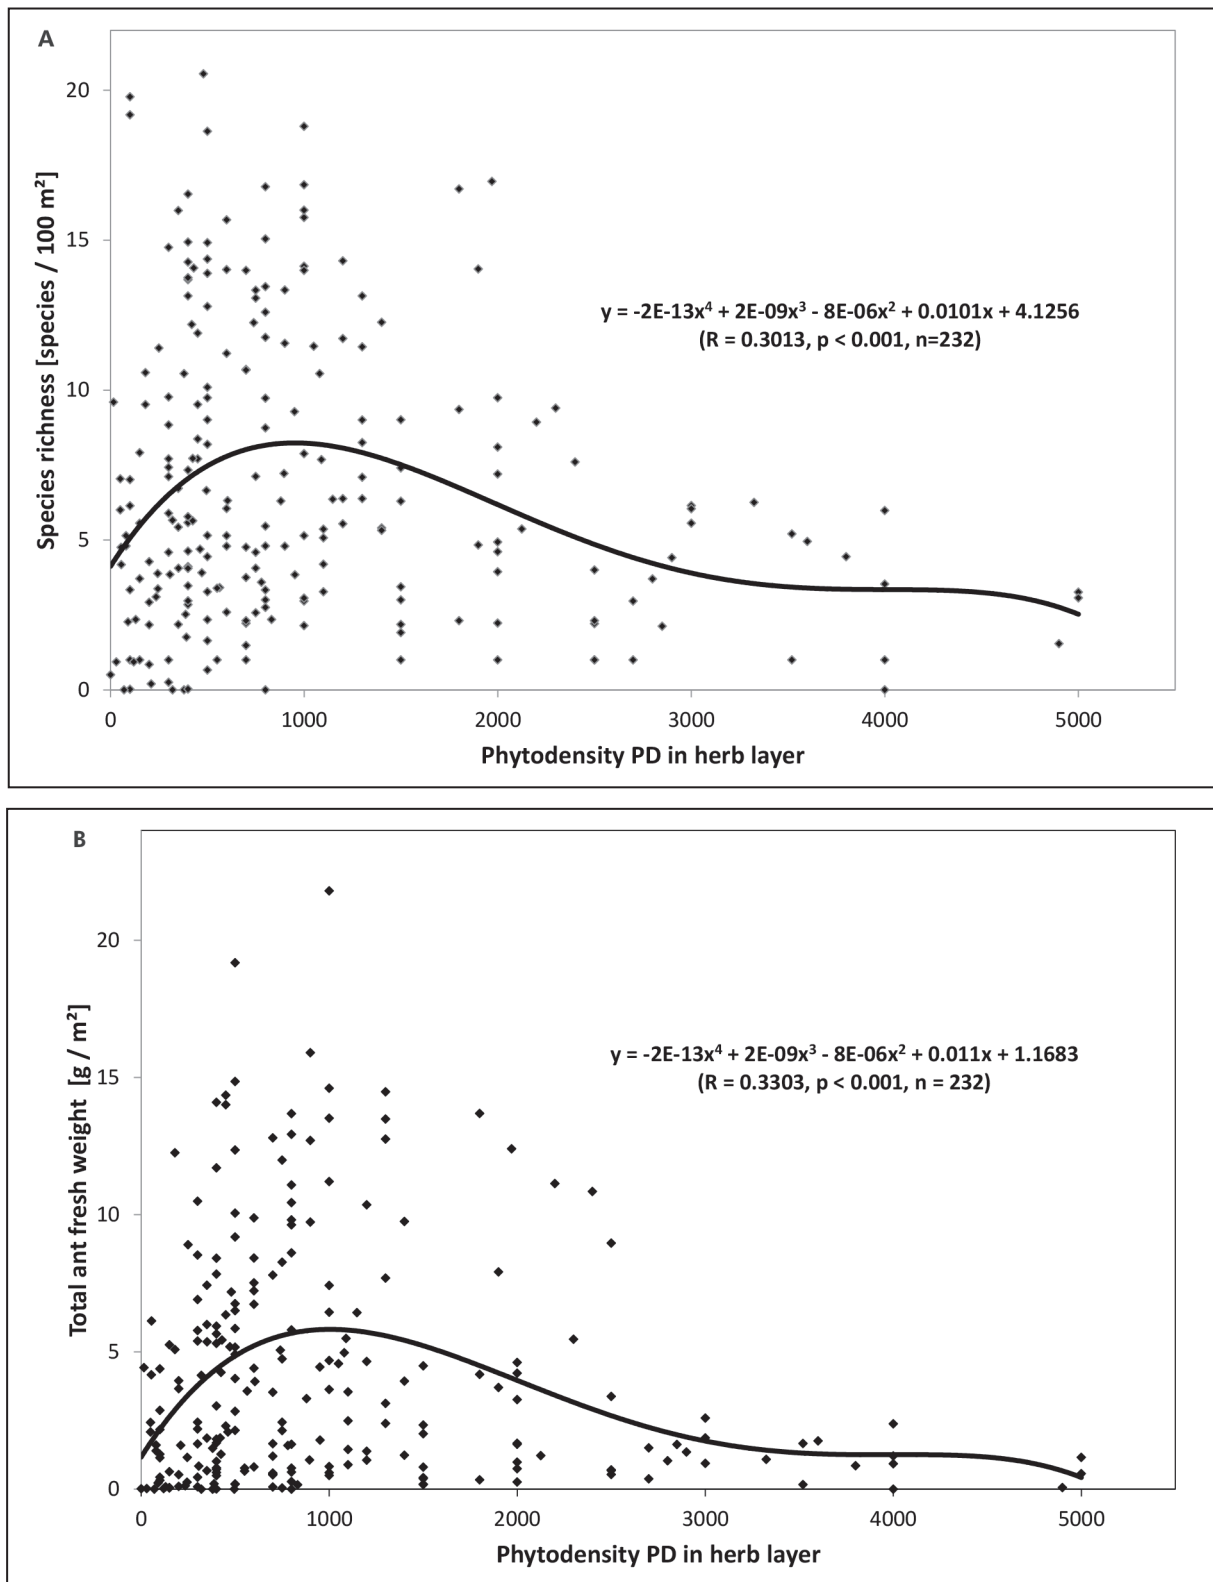 A
Species richness [species / 100 m²]
20
15
10
5
0
y = -2E-13x⁴ + 2E-09x³ - 8E-06x² + 0.0101x + 4.1256
(R = 0.3013, p < 0.001, n=232)
0 1000 2000 3000 4000 5000
Phytodensity PD in herb layer
B
Total ant fresh weight [g / m²]
20
15
10
5
0
y = -2E-13x⁴ + 2E-09x³ - 8E-06x² + 0.011x + 1.1683
(R = 0.3303, p < 0.001, n = 232)
0 1000 2000 3000 4000 5000
Phytodensity PD in herb layer